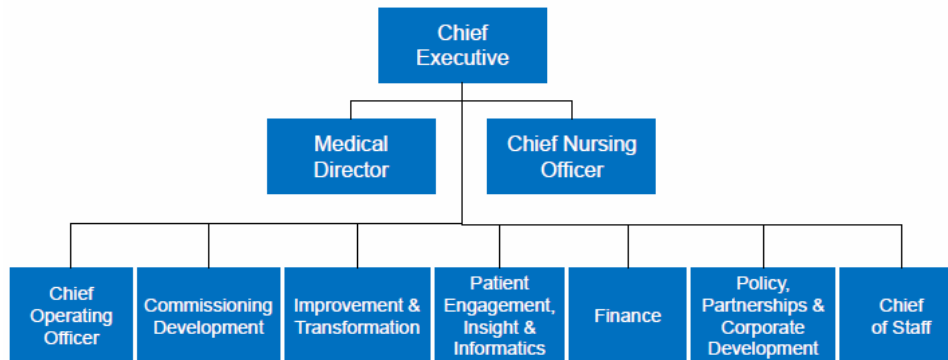 Chief
Executive
Medical
Director
Chief Nursing
Officer
Chief
Operating
Officer
Commissioning
Development
Improvement &
Transformation
Patient
Engagement,
Insight &
Informatics
Finance
Policy,
Partnerships &
Corporate
Development
Chief
of Staff